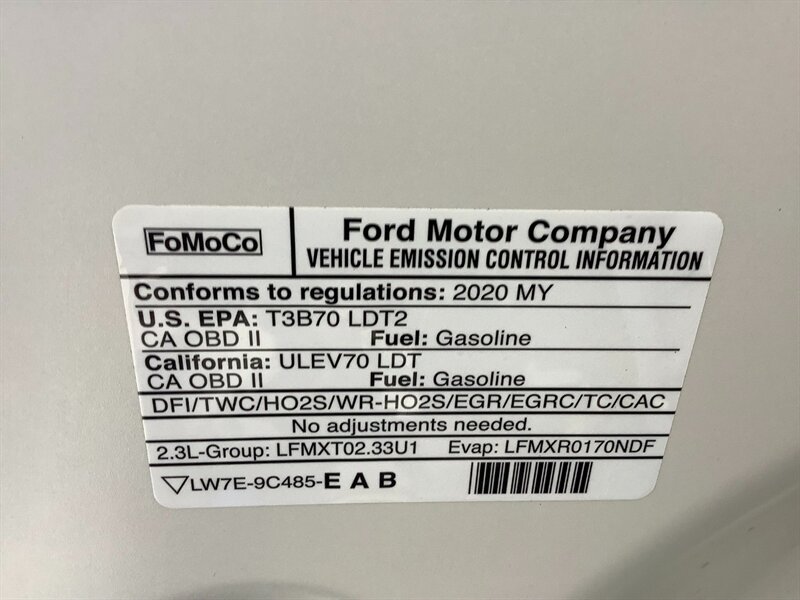 FoMoCo
Ford Motor Company
VEHICLE EMISSION CONTROL INFORMATION
Conforms to regulations: 2020 MY
U.S. EPA: T3B70 LDT2
CA OBD II Fuel: Gasoline
California: ULEV70 LDT
CA OBD II Fuel: Gasoline
DFI/TWC/HO2S/WR-HO2S/EGR/EGRC/TC/CAC
No adjustments needed.
2.3L-Group: LFMXT02.33U1 Evap: LFMXR0170NDF
LW7E-9C485-E A B